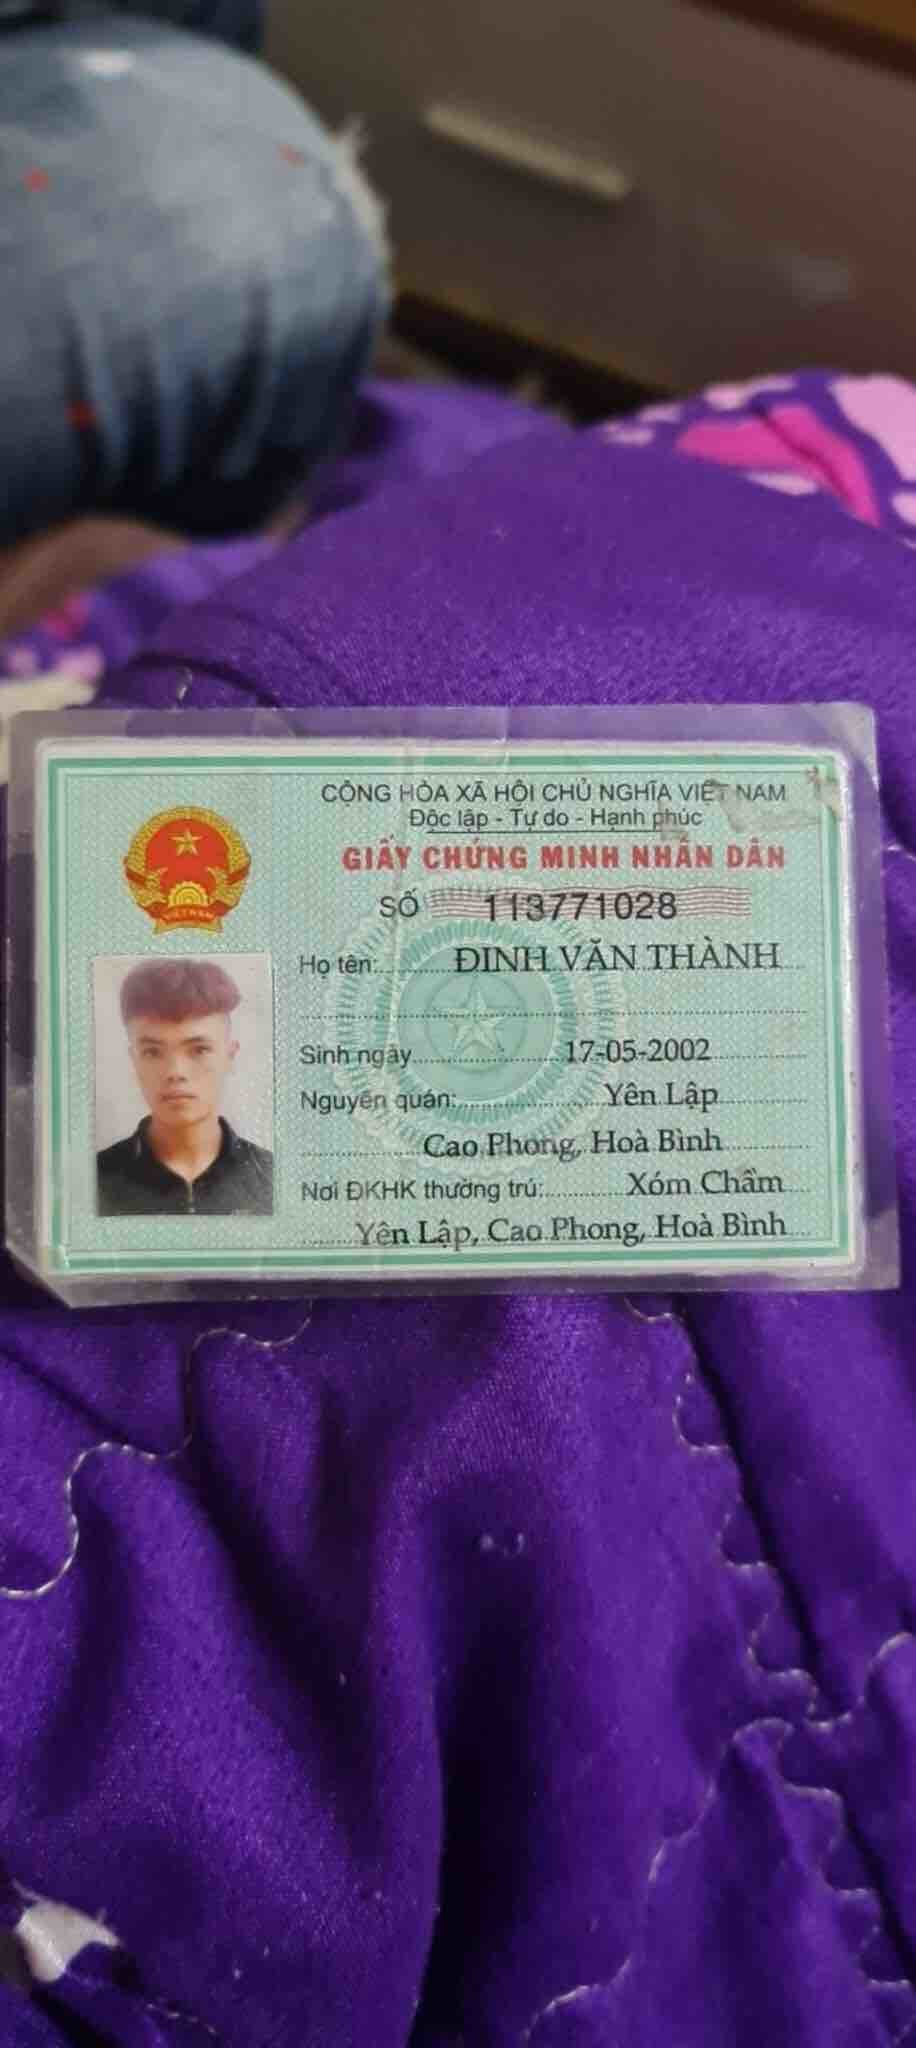 CỘNG HÒA XÃ HỘI CHỦ NGHĨA VIỆT NAM
Độc lập - Tự do - Hạnh phúc
GIẤY CHỨNG MINH NHÂN DÂN
SỐ 113771028
Họ tên: ĐINH VĂN THÀNH
Sinh ngày 17-05-2002
Nguyên quán: Yên Lập
Cao Phong, Hoà Bình
Nơi ĐKHK thường trú: Xóm Chầm
Yên Lập, Cao Phong, Hoà Bình
VIỆT NAM